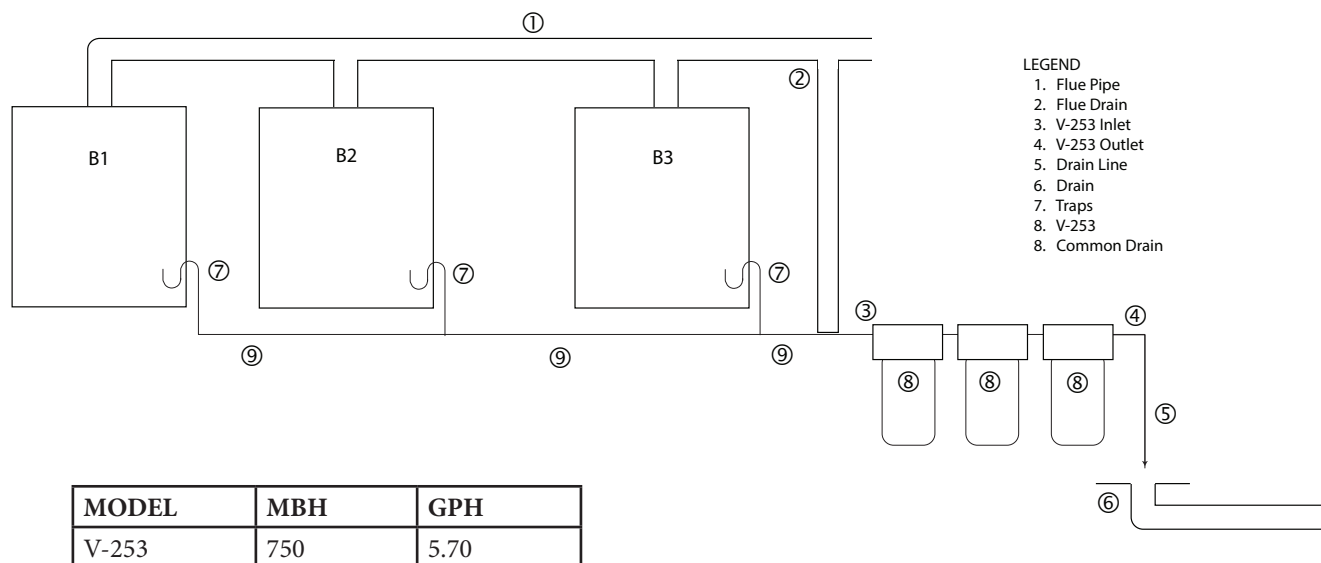 ①
②
LEGEND
1. Flue Pipe
2. Flue Drain
3. V-253 Inlet
4. V-253 Outlet
5. Drain Line
6. Drain
7. Traps
8. V-253
8. Common Drain
B1 B2 B3
⑦ ⑦ ⑦
③ ④
⑨ ⑨ ⑨
⑧ ⑧ ⑧
⑤
⑥
MODEL MBH GPH
V-253 750 5.70